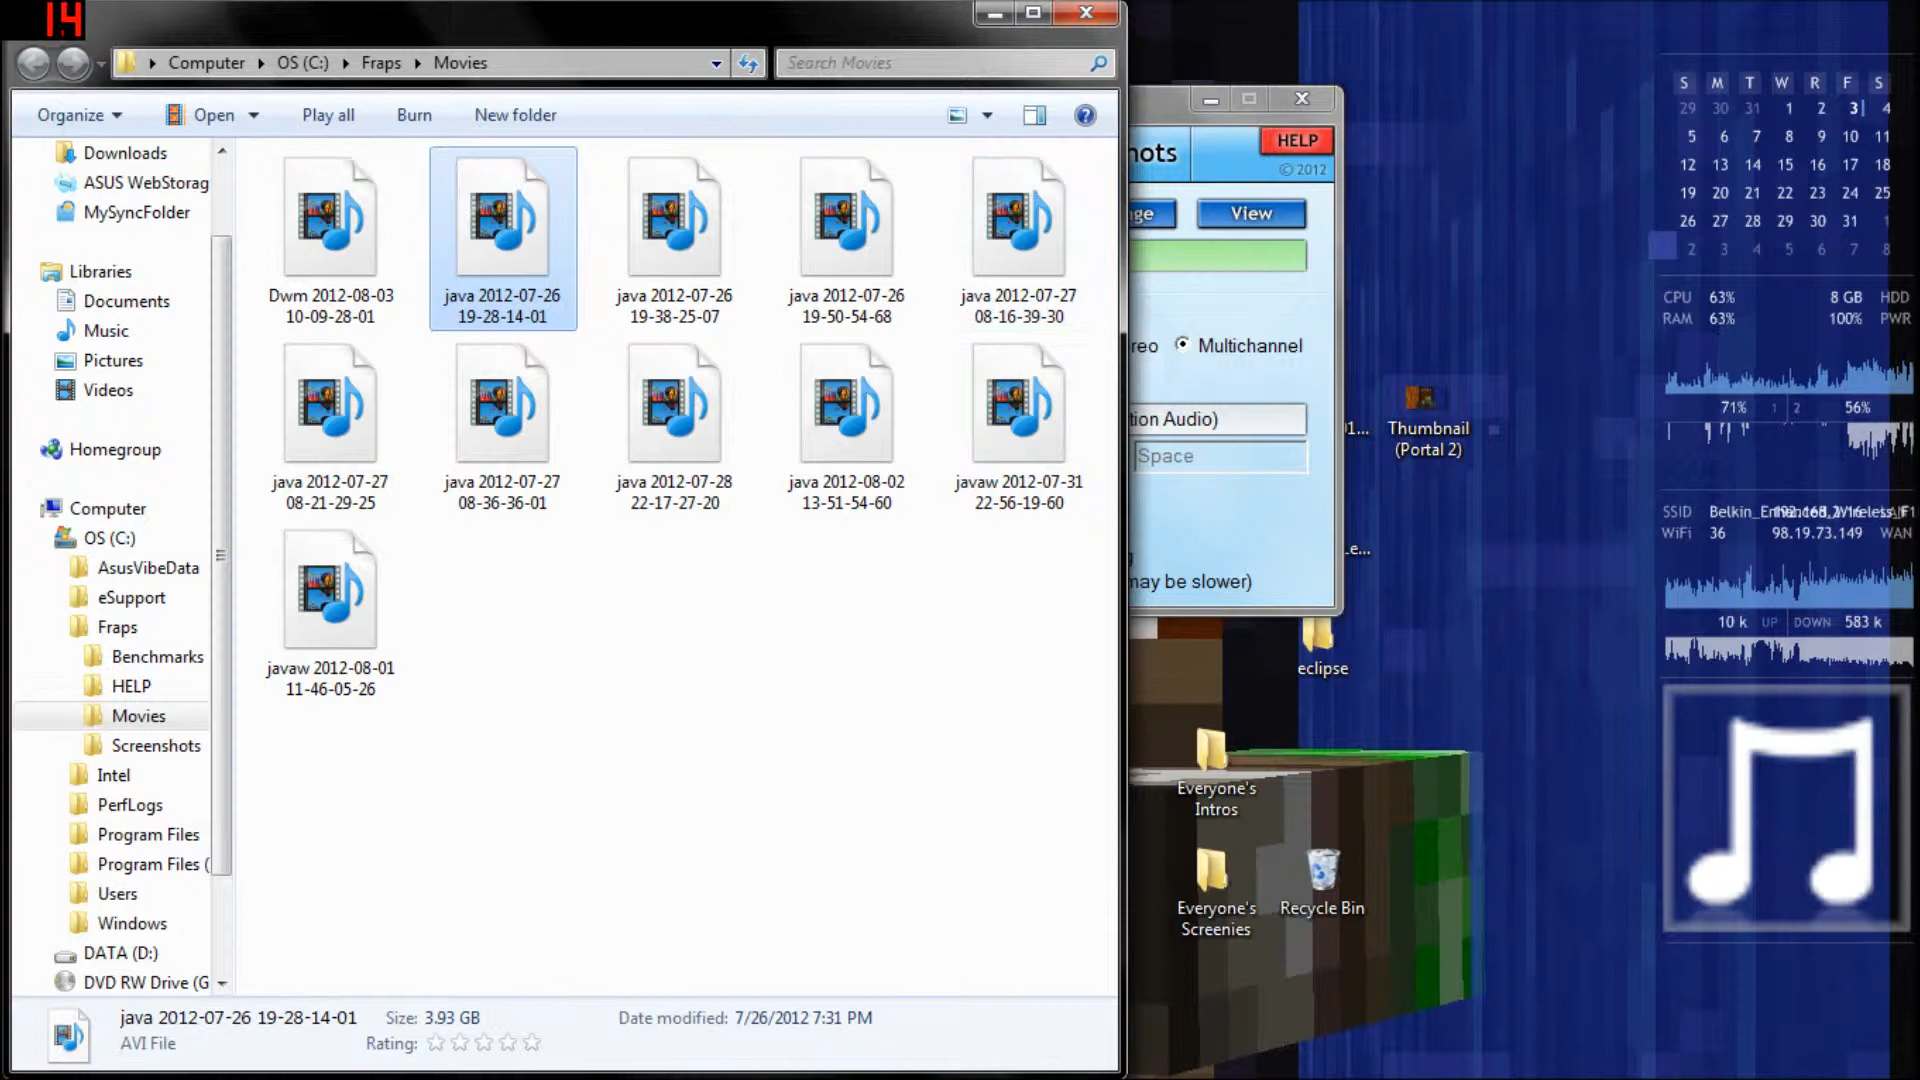 14
Computer OS (C:) Fraps Movies
Search Movies
Organize Open Play all Burn New folder
Downloads
ASUS WebStorag
MySyncFolder
Libraries
Documents
Music
Pictures
Videos
Homegroup
Computer
OS (C:)
AsusVibeData
eSupport
Fraps
Benchmarks
HELP
Movies
Screenshots
Intel
PerfLogs
Program Files
Program Files (
Users
Windows
DATA (D:)
DVD RW Drive (G
Dwm 2012-08-03
10-09-28-01
java 2012-07-26
19-28-14-01
java 2012-07-26
19-38-25-07
java 2012-07-26
19-50-54-68
java 2012-07-27
08-16-39-30
java 2012-07-27
08-21-29-25
java 2012-07-27
08-36-36-01
java 2012-07-28
22-17-27-20
java 2012-08-02
13-51-54-60
javaw 2012-07-31
22-56-19-60
javaw 2012-08-01
11-46-05-26
java 2012-07-26 19-28-14-01 Size: 3.93 GB Date modified: 7/26/2012 7:31 PM
AVI File Rating:
hots
HELP
© 2012
nge View
reo Multichannel
tion Audio)
Space
may be slower)
01...
Le...
Thumbnail
(Portal 2)
eclipse
Everyone's
Intros
Everyone's
Screenies
Recycle Bin
S M T W R F S
29 30 31 1 2 3 4
5 6 7 8 9 10 11
12 13 14 15 16 17 18
19 20 21 22 23 24 25
26 27 28 29 30 31 1
2 3 4 5 6 7 8
CPU 63% 8 GB HDD
RAM 63% 100% PWR
71% 1 2 56%
SSID Belkin_
WiFi 36 98.19.73.149 WAN
10 k UP DOWN 583 k